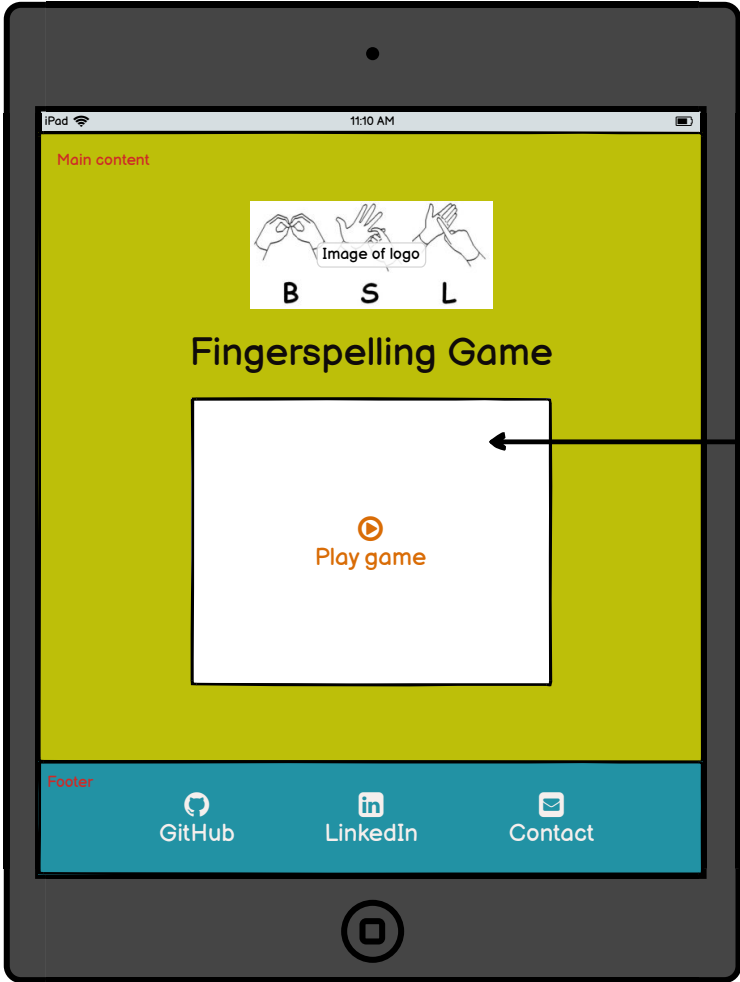 iPad
11:10 AM
Main content
Image of logo
B S L
Fingerspelling Game
Play game
Footer
GitHub
LinkedIn
Contact